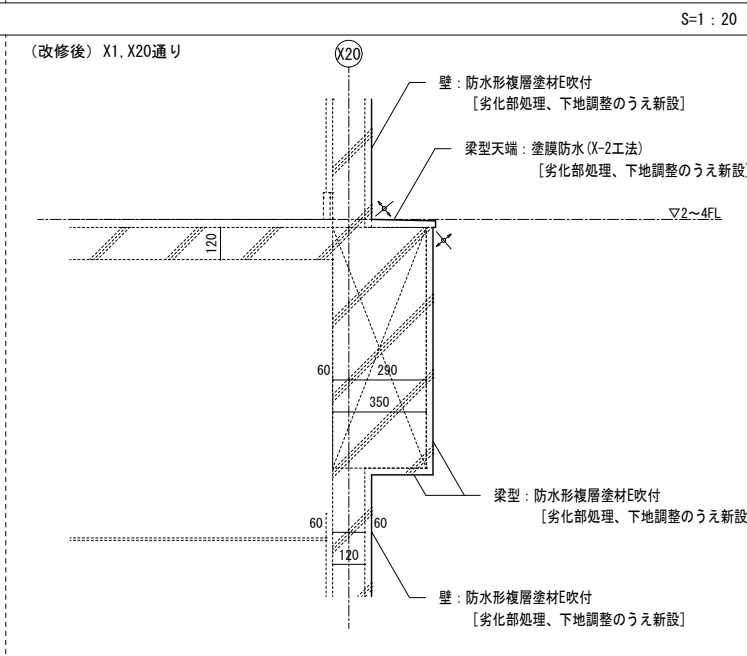 S=1：20
(改修後) X1,X20通り
X20
壁：防水形複層塗材E吹付
[劣化部処理、下地調整のうえ新設]
梁型天端：塗膜防水(X-2工法)
[劣化部処理、下地調整のうえ新設]
▽2～4FL
120
60
290
350
梁型：防水形複層塗材E吹付
[劣化部処理、下地調整のうえ新設
60
60
120
壁：防水形複層塗材E吹付
[劣化部処理、下地調整のうえ新設]